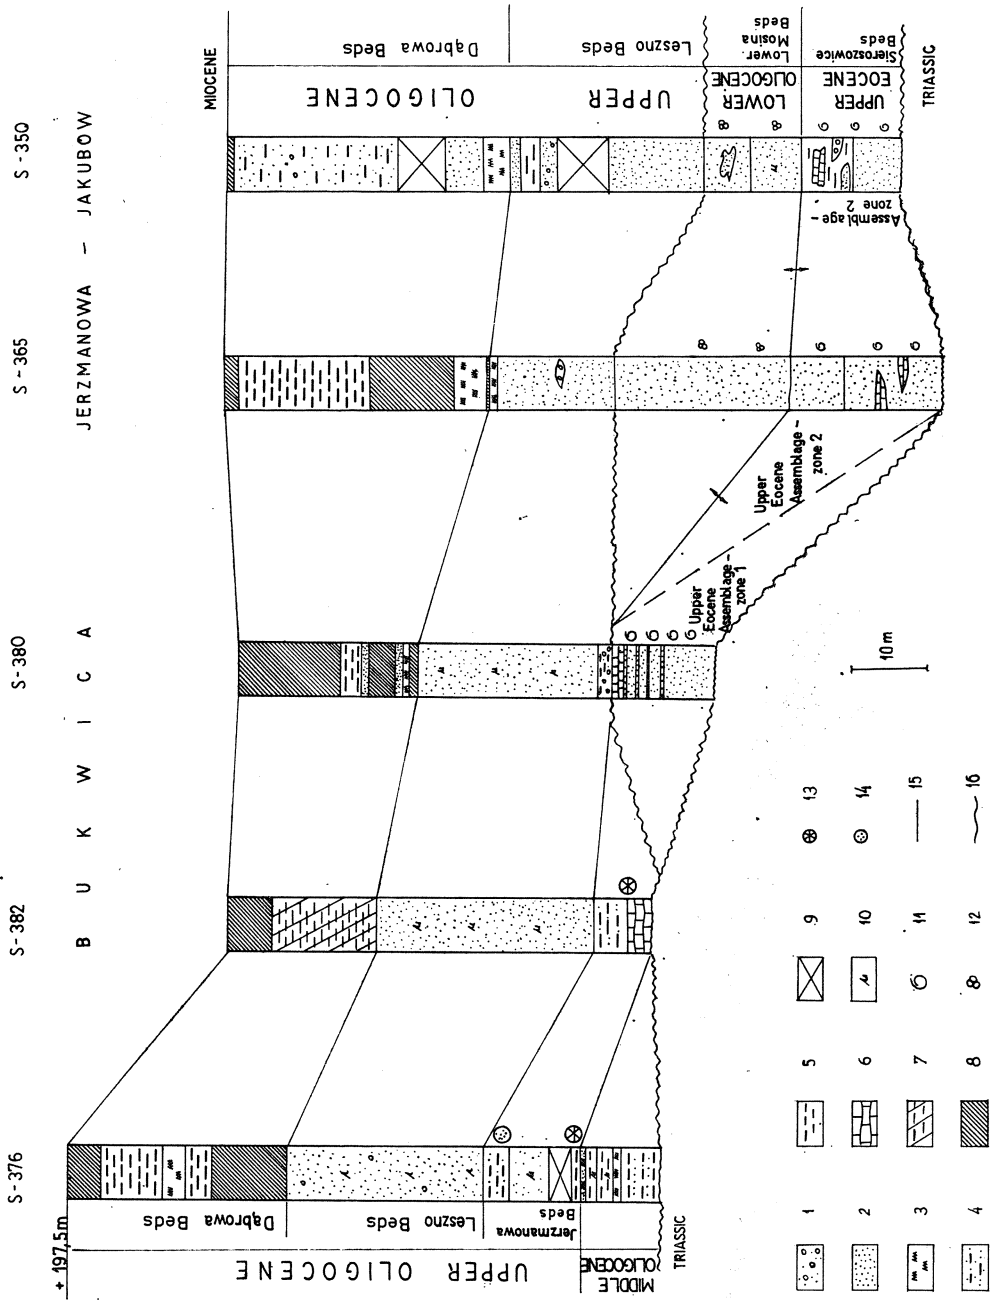 S-376
S-382
S-380
S-365
S-350
BUKWICA
JERZMANOWA – JAKUBÓW
+ 197,5m
UPPER OLIGOCENE
MIDDLE
OLIGOCENE
Dąbrowa Beds
Leszno Beds
Jerzmanowa
Beds
TRIASSIC
Upper
Eocene
Assemblage-
zone 1
Upper
Eocene
Assemblage-
zone 2
Assemblage-
zone 2
MIOCENE
UPPER OLIGOCENE
LOWER
OLIGOCENE
UPPER
EOCENE
TRIASSIC
Dąbrowa Beds
Leszno Beds
Lower
Mosina
Beds
Sieroszowice
Beds
10 m
1
2
3
4
5
6
7
8
9
10
11
12
13
14
15
16